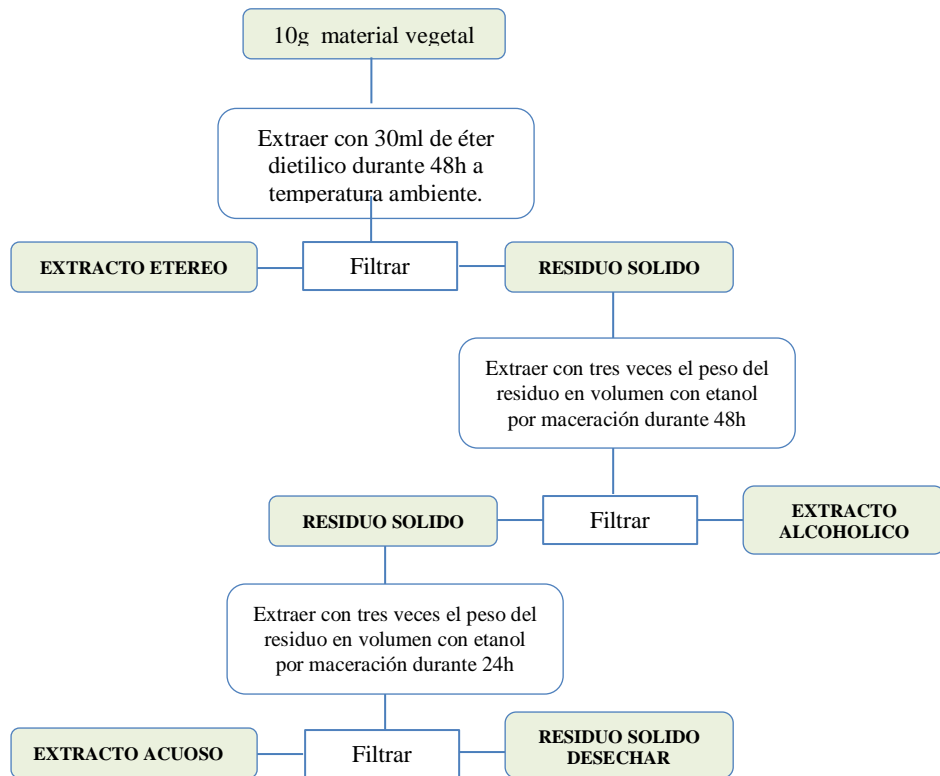 10g material vegetal
Extraer con 30ml de éter
dietilico durante 48h a
temperatura ambiente.
EXTRACTO ETEREO
Filtrar
RESIDUO SOLIDO
Extraer con tres veces el peso del
residuo en volumen con etanol
por maceración durante 48h
RESIDUO SOLIDO
Filtrar
EXTRACTO
ALCOHOLICO
Extraer con tres veces el peso del
residuo en volumen con etanol
por maceración durante 24h
EXTRACTO ACUOSO
Filtrar
RESIDUO SOLIDO
DESECHAR